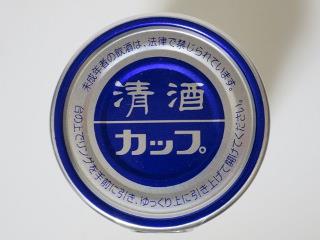 未成年者の飲酒は、法律で禁じられています。
清酒
カップ。
台の上でリングを手前に引き、ゆっくり上に引き上げて開けてください。